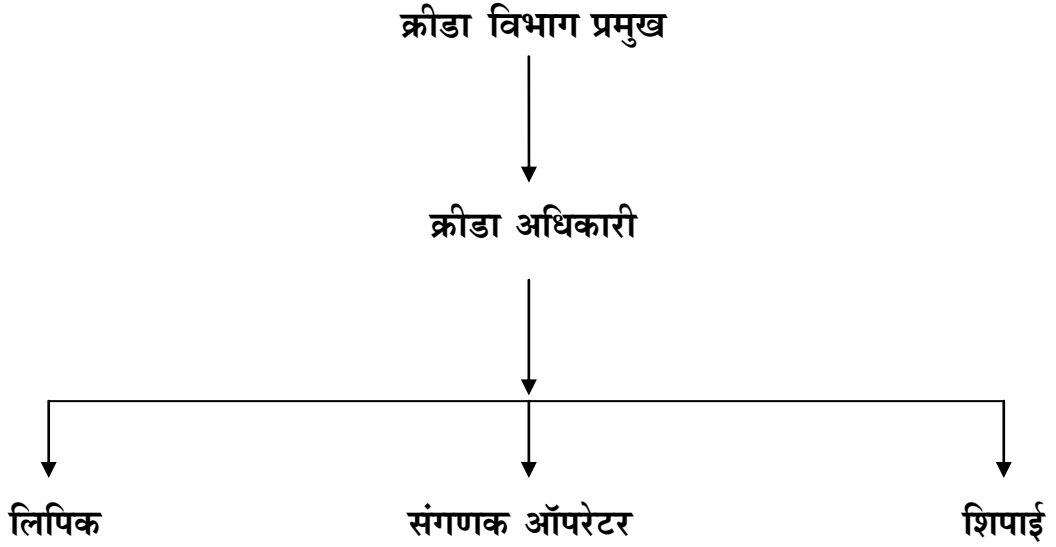 क्रीडा विभाग प्रमुख
क्रीडा अधिकारी
लिपिक संगणक ऑपरेटर शिपाई